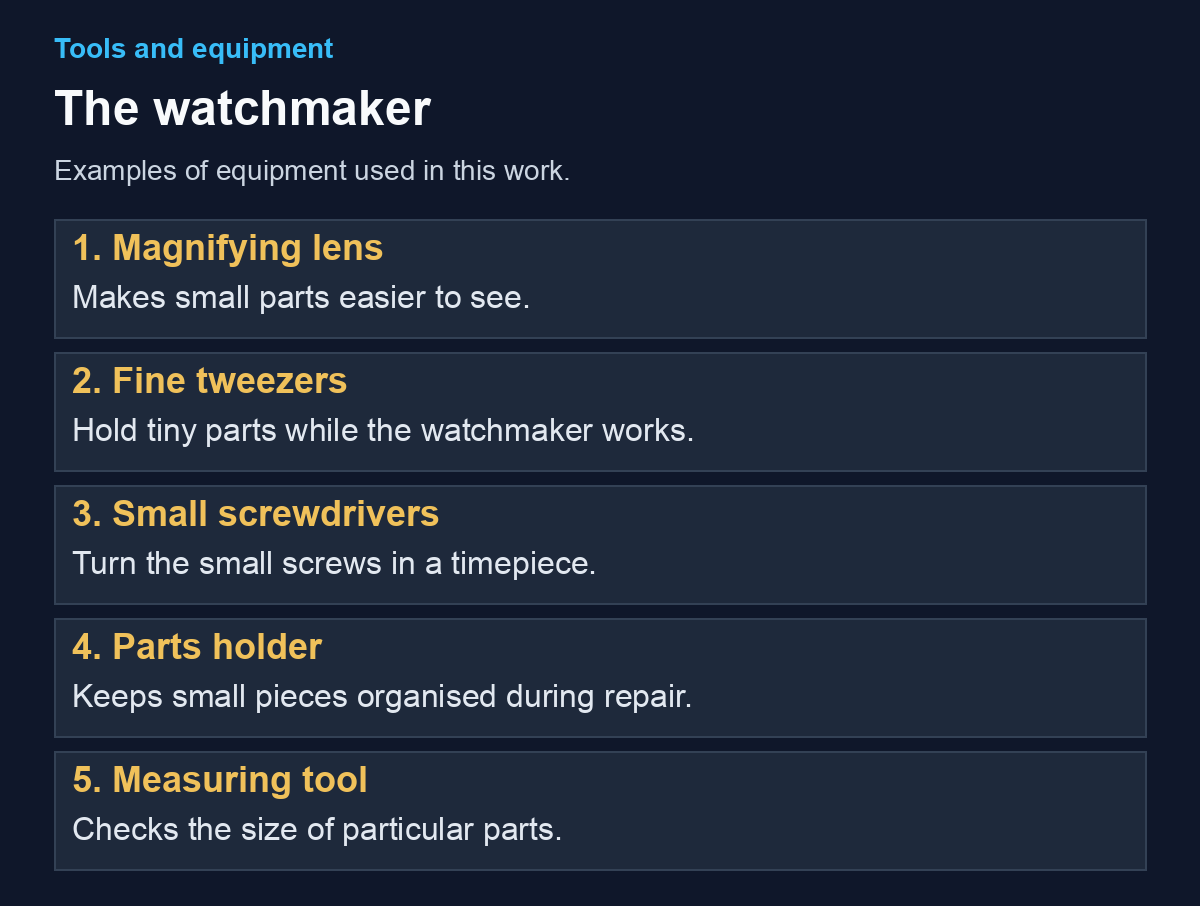 Tools and equipment
The watchmaker
Examples of equipment used in this work.
1. Magnifying lens
Makes small parts easier to see.
2. Fine tweezers
Hold tiny parts while the watchmaker works.
3. Small screwdrivers
Turn the small screws in a timepiece.
4. Parts holder
Keeps small pieces organised during repair.
5. Measuring tool
Checks the size of particular parts.